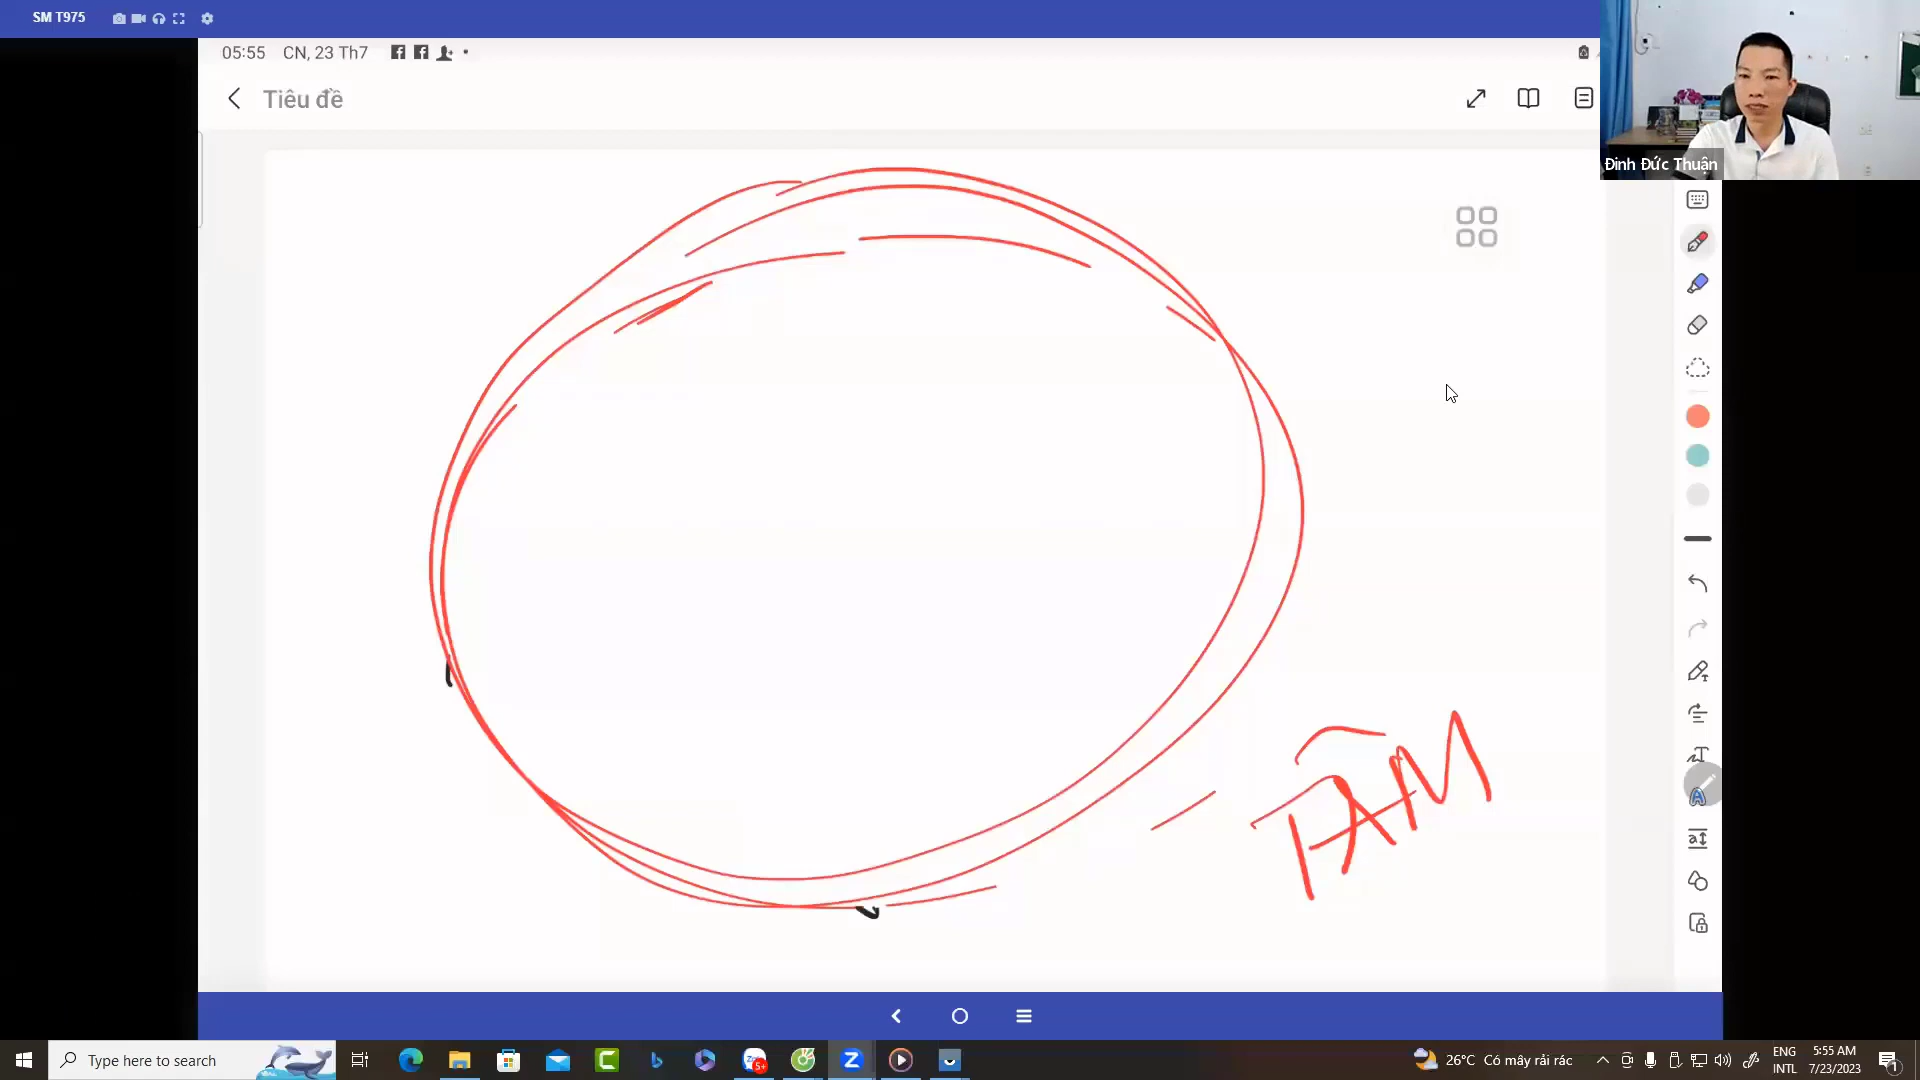 SM T975
05:55 CN, 23 Th7
Tiêu đề
Đinh Đức Thuận
TÂM
Type here to search
26°C Có mây rải rác
ENG
INTL
5:55 AM
7/23/2023